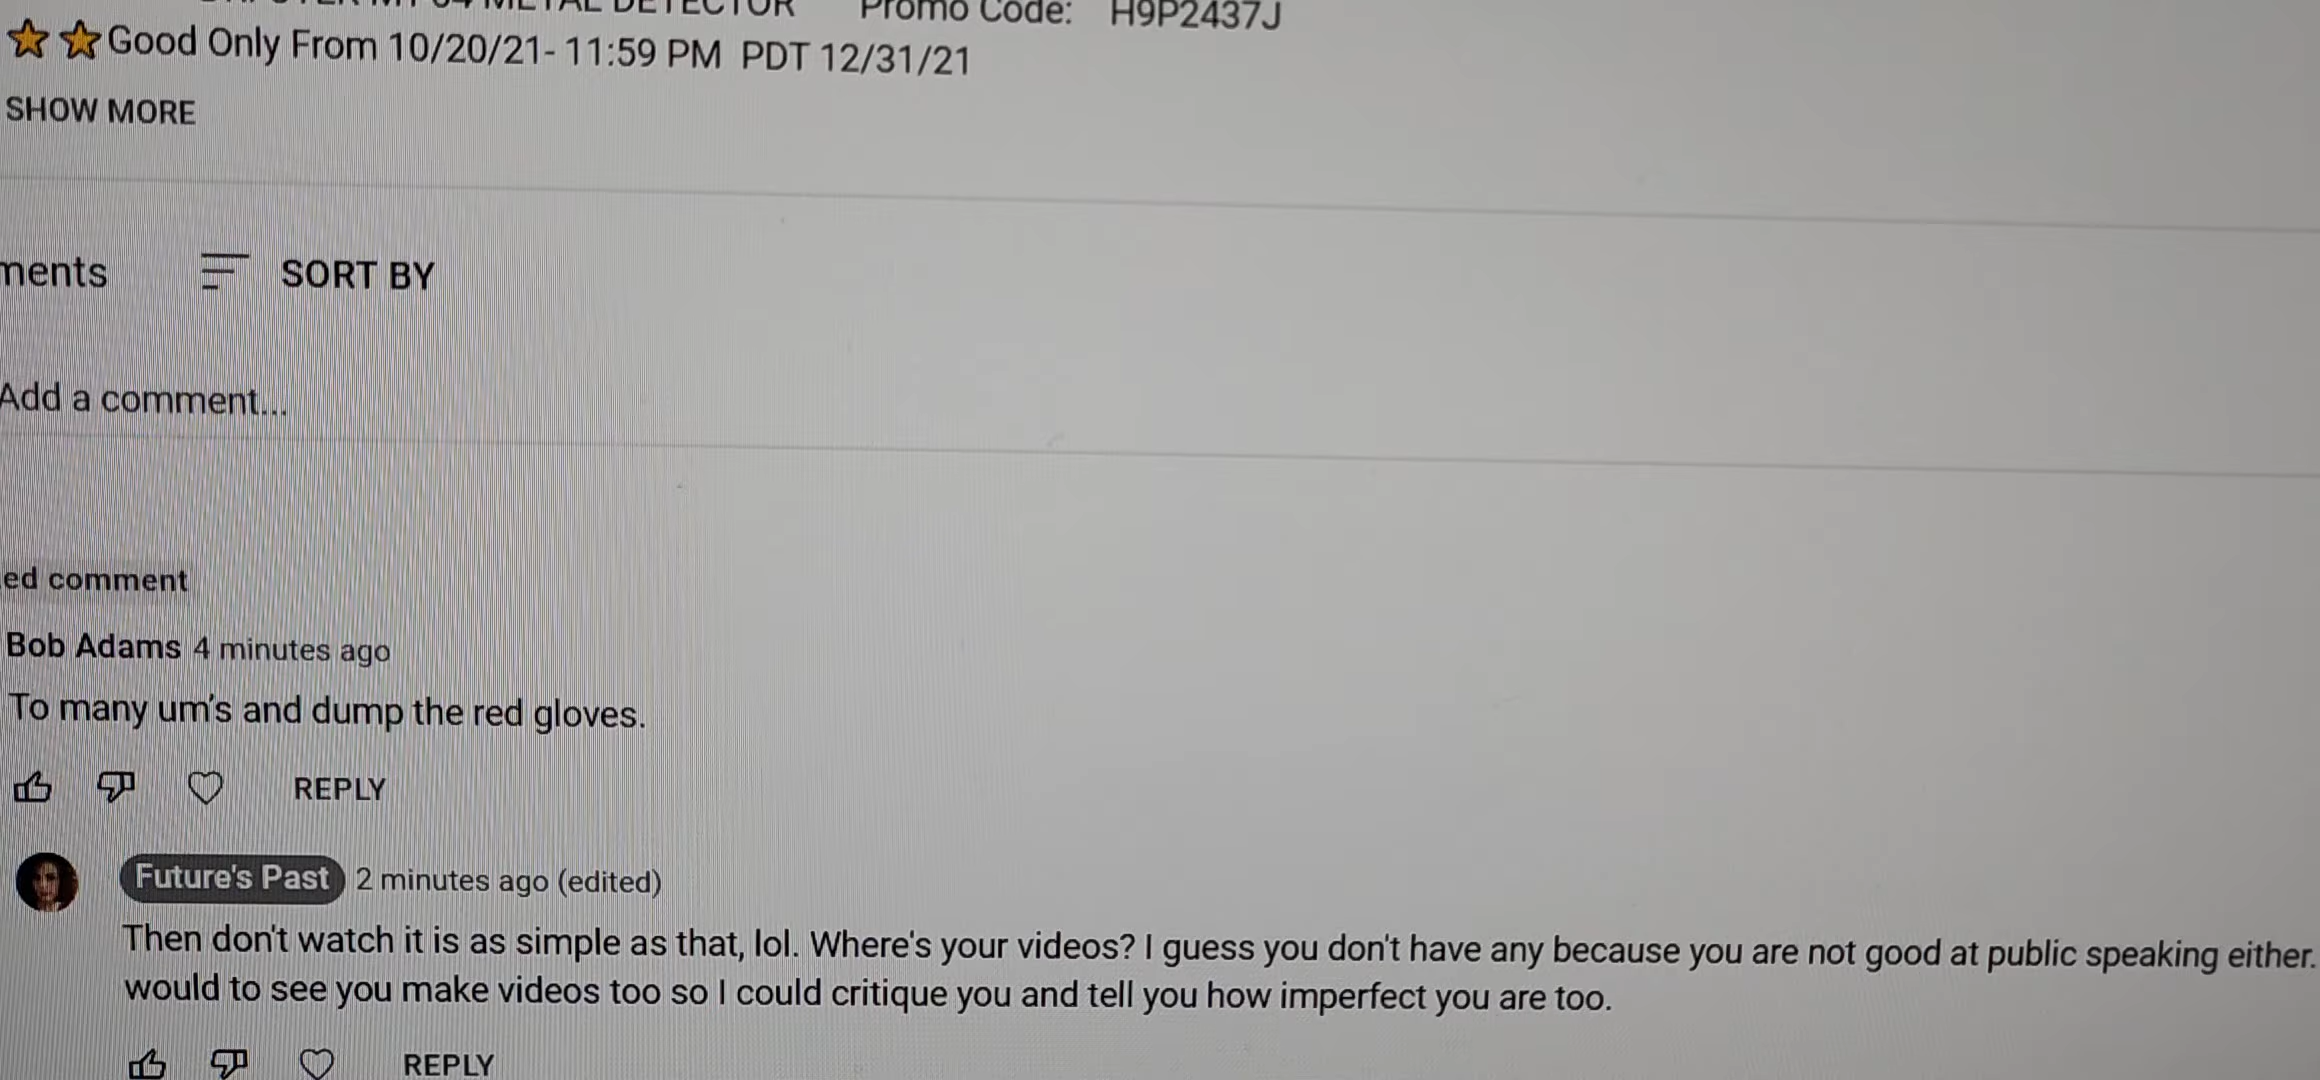 METAL DETECTOR Promo Code: H9P2437J
Good Only From 10/20/21- 11:59 PM PDT 12/31/21
SHOW MORE
ments SORT BY
Add a comment...
ed comment
Bob Adams 4 minutes ago
To many um's and dump the red gloves.
REPLY
Future's Past 2 minutes ago (edited)
Then don't watch it is as simple as that, lol. Where's your videos? I guess you don't have any because you are not good at public speaking either.
would to see you make videos too so I could critique you and tell you how imperfect you are too.
REPLY